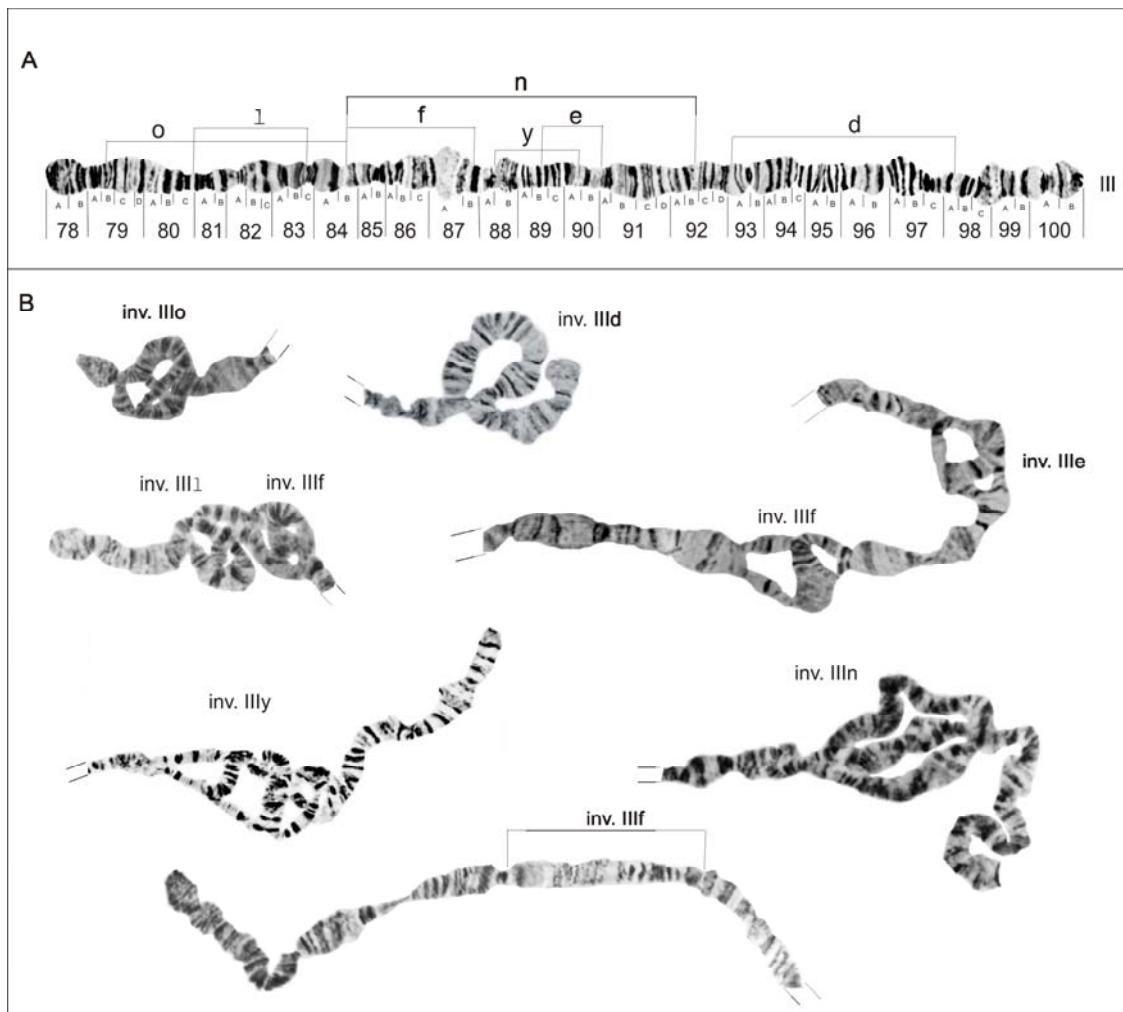 A
n
o l f y e d
III
A B A B C D A B C A B A B C A B C A B A B A B C A B A B A B C A B A B C D A B C D A B A B C A B A B A B C A B C A B A B
78 79 80 81 82 83 84 85 86 87 88 89 90 91 92 93 94 95 96 97 98 99 100
B
inv. IIIo
inv. IIId
inv. IIIe
inv. IIIl inv. IIIf
inv. IIIf
inv. IIIy
inv. IIIn
inv. IIIf